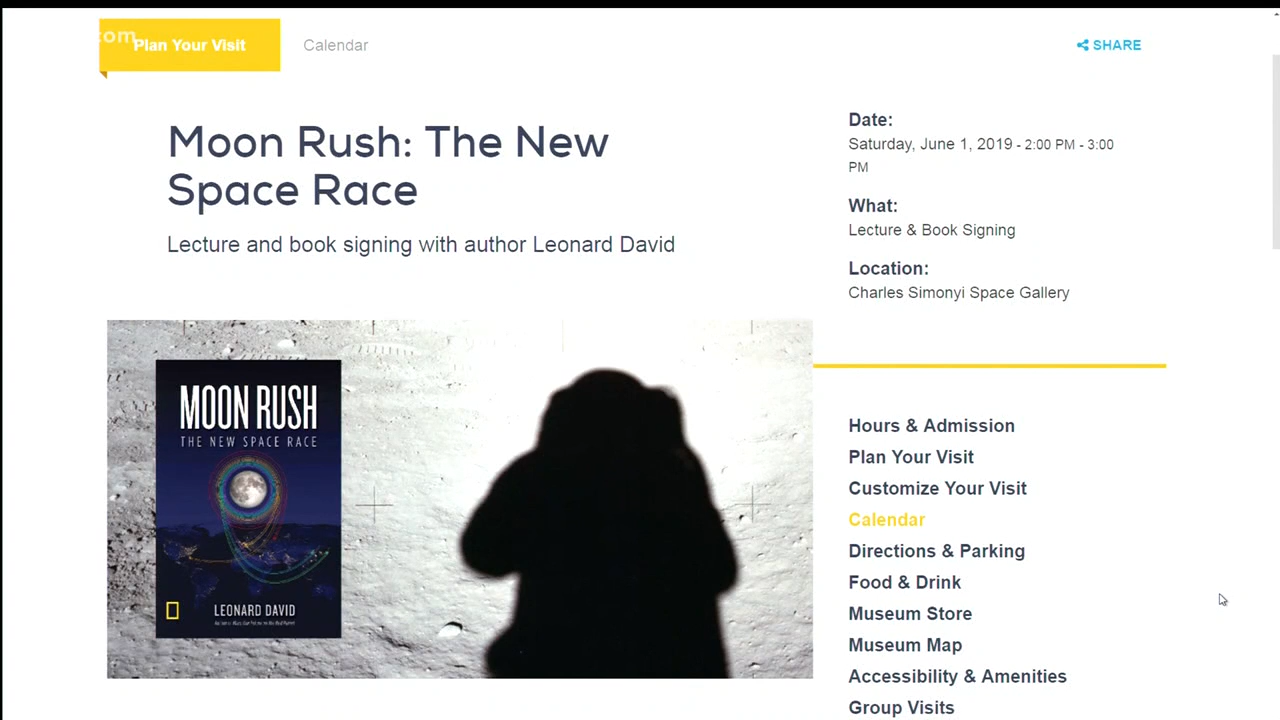 .com
Plan Your Visit
Calendar
SHARE
Moon Rush: The New
Space Race
Lecture and book signing with author Leonard David
Date:
Saturday, June 1, 2019 - 2:00 PM - 3:00
PM
What:
Lecture & Book Signing
Location:
Charles Simonyi Space Gallery
MOON RUSH
THE NEW SPACE RACE
LEONARD DAVID
Hours & Admission
Plan Your Visit
Customize Your Visit
Calendar
Directions & Parking
Food & Drink
Museum Store
Museum Map
Accessibility & Amenities
Group Visits